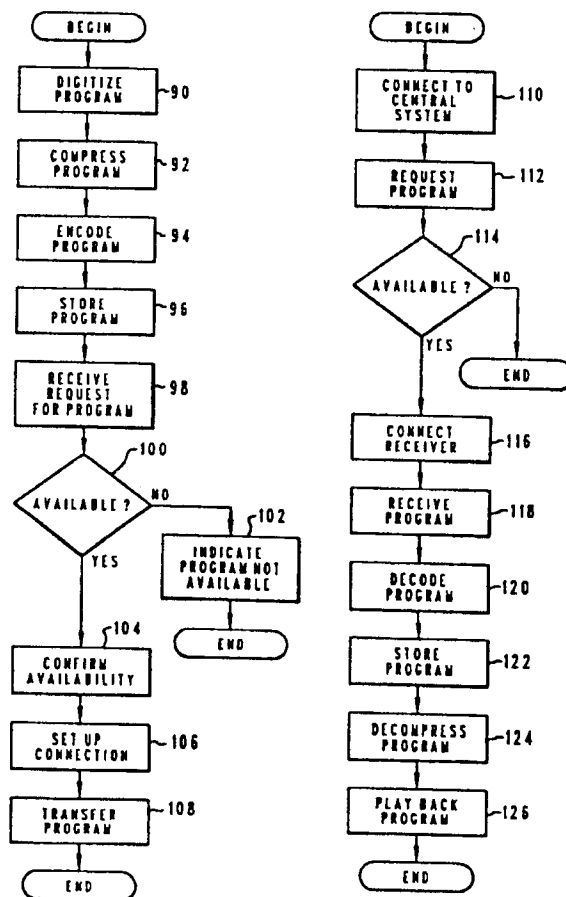 BEGIN
DIGITIZE
PROGRAM
90
COMPRESS
PROGRAM
92
ENCODE
PROGRAM
94
STORE
PROGRAM
96
RECEIVE
REQUEST
FOR PROGRAM
98
100
AVAILABLE ?
NO
YES
102
INDICATE
PROGRAM NOT
AVAILABLE
END
104
CONFIRM
AVAILABILITY
SET UP
CONNECTION
106
TRANSFER
PROGRAM
108
END
BEGIN
CONNECT TO
CENTRAL
SYSTEM
110
REQUEST
PROGRAM
112
114
AVAILABLE ?
NO
YES
END
CONNECT
RECEIVER
116
RECEIVE
PROGRAM
118
DECODE
PROGRAM
120
STORE
PROGRAM
122
DECOMPRESS
PROGRAM
124
PLAY BACK
PROGRAM
126
END